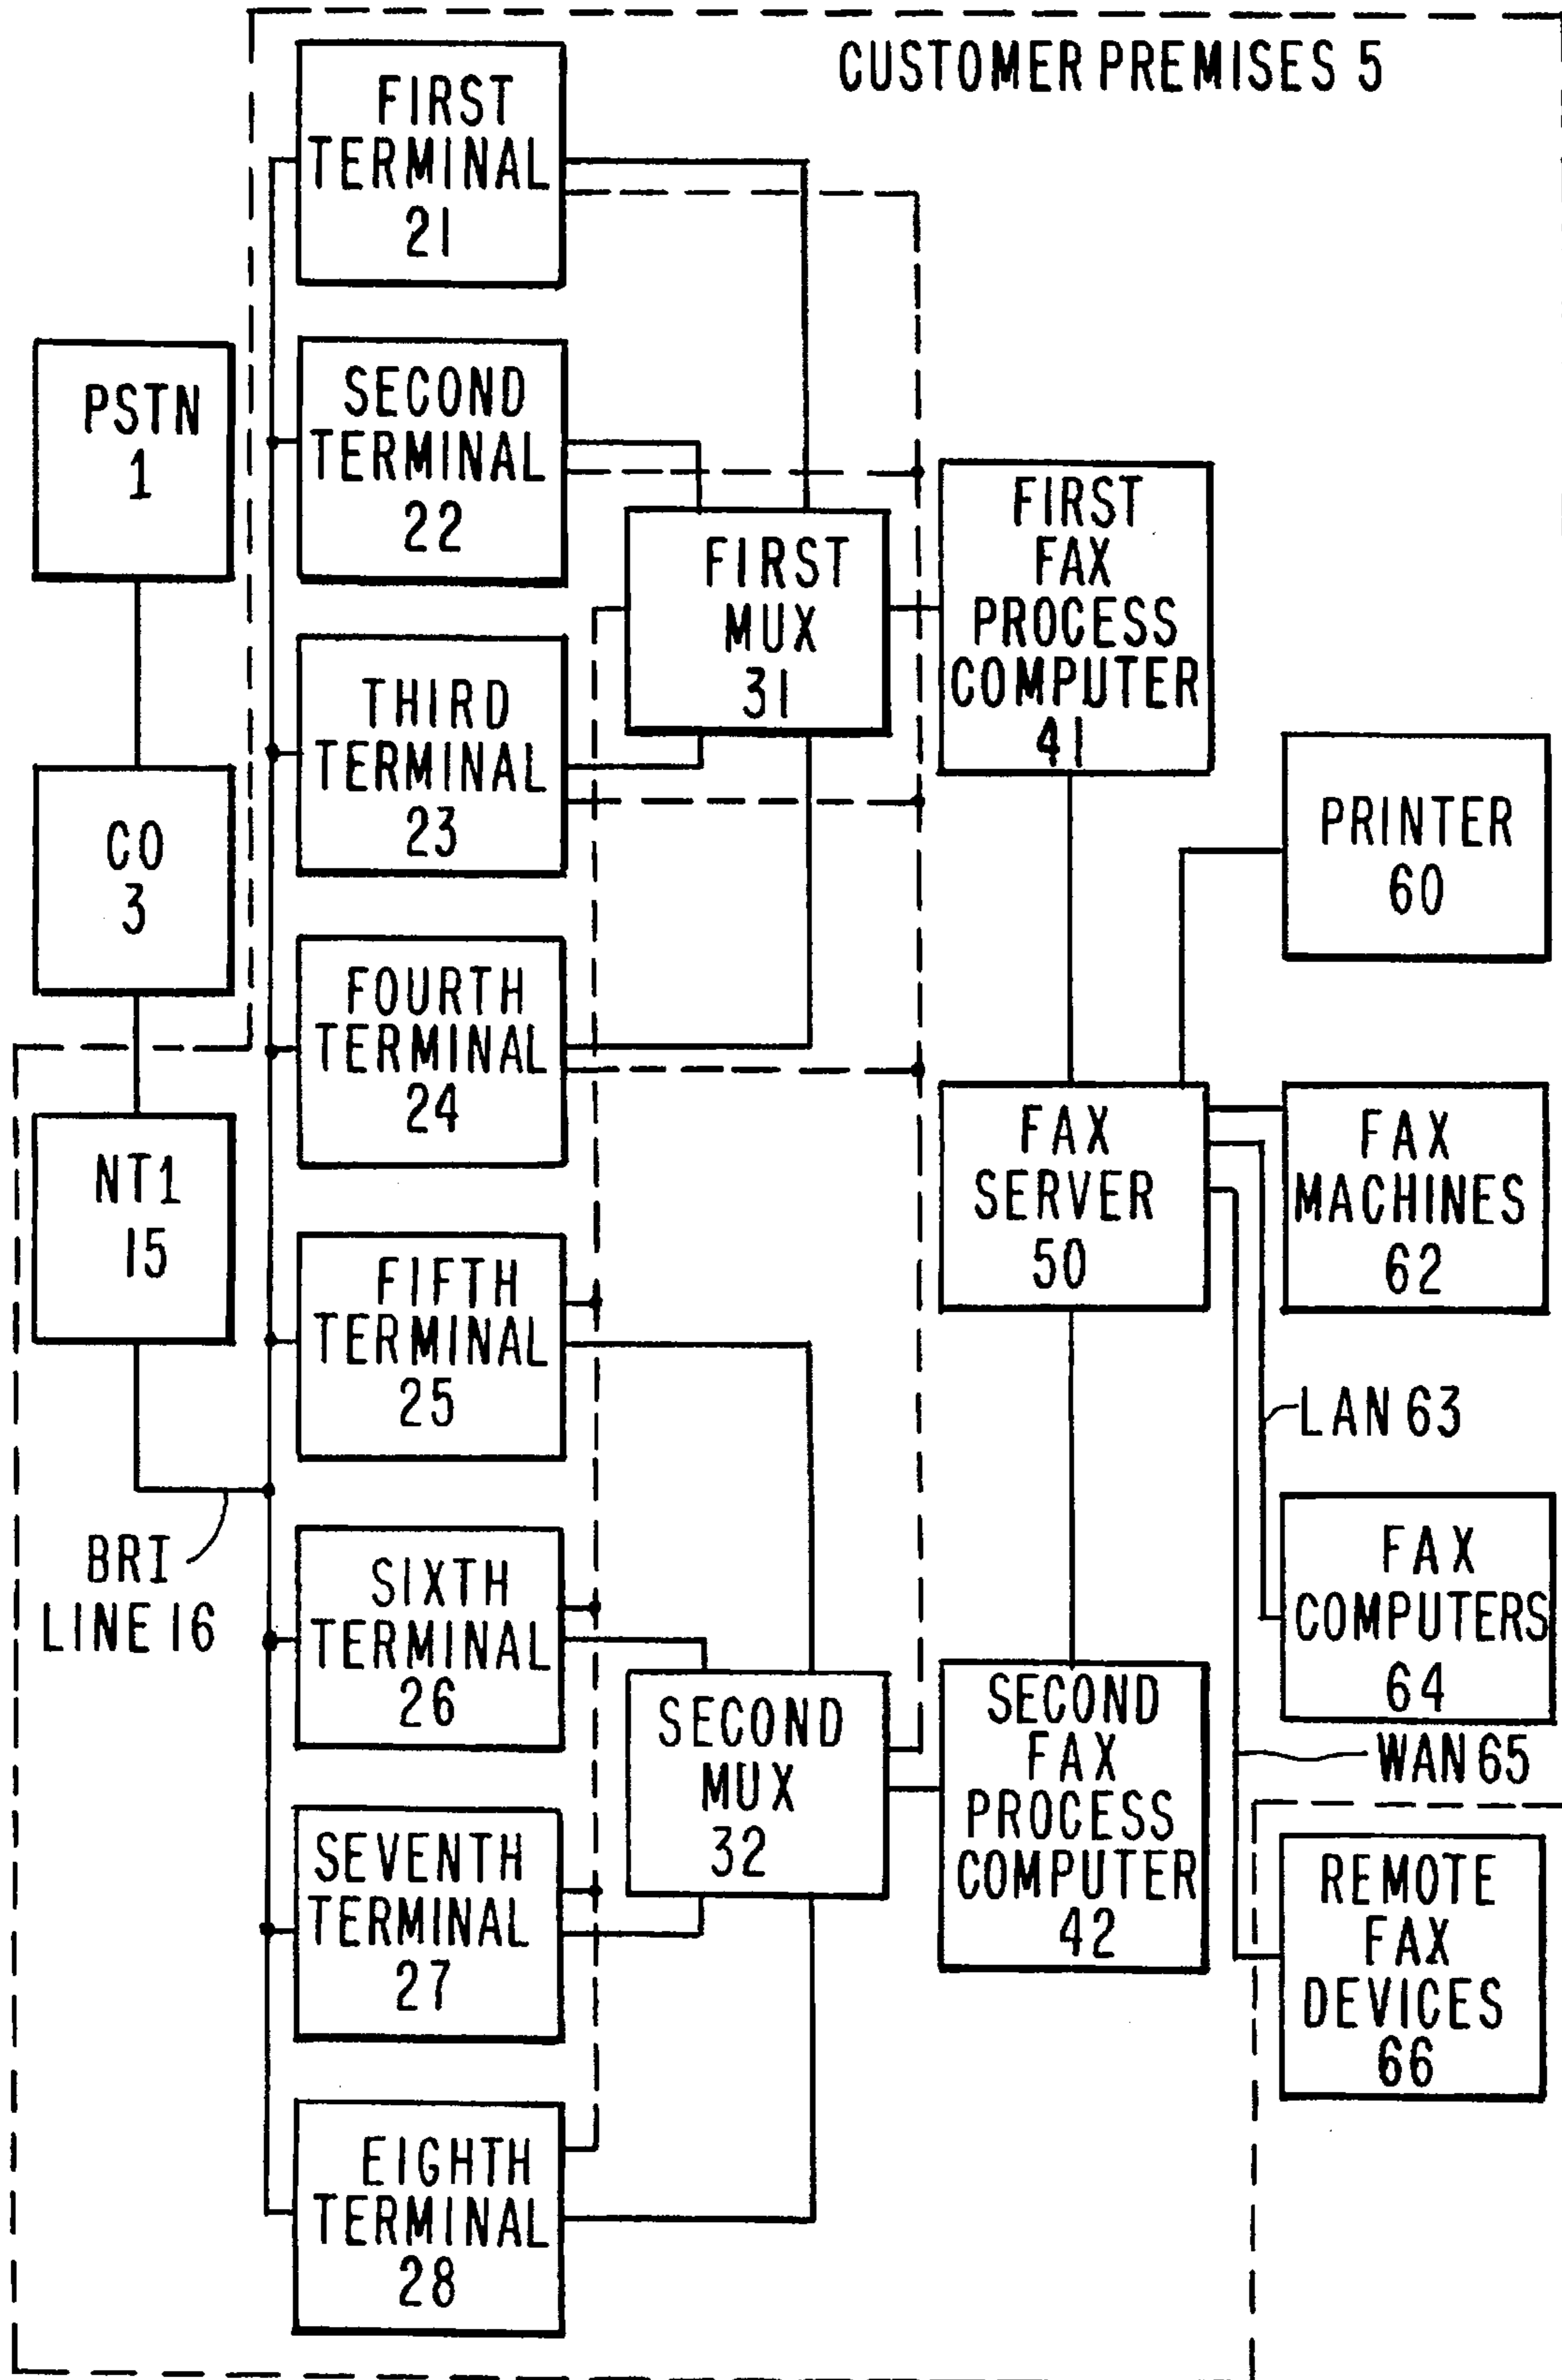 CUSTOMER PREMISES 5
FIRST
TERMINAL
21
PSTN
1
SECOND
TERMINAL
22
FIRST
MUX
31
FIRST
FAX
PROCESS
COMPUTER
41
THIRD
TERMINAL
23
CO
3
PRINTER
60
FOURTH
TERMINAL
24
NT1
15
FAX
SERVER
50
FAX
MACHINES
62
FIFTH
TERMINAL
25
LAN 63
BRI
LINE 16
SIXTH
TERMINAL
26
FAX
COMPUTERS
64
SECOND
MUX
32
SECOND
FAX
PROCESS
COMPUTER
42
WAN 65
SEVENTH
TERMINAL
27
REMOTE
FAX
DEVICES
66
EIGHTH
TERMINAL
28